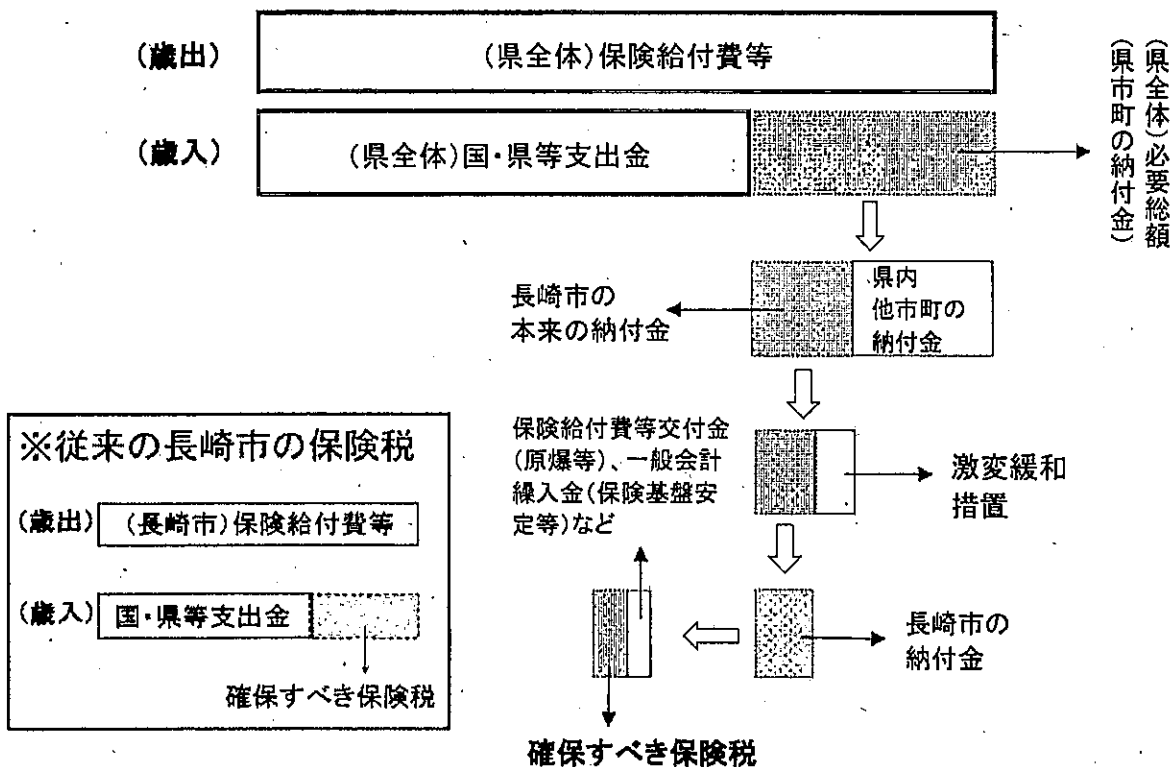 (歳出)
(県全体)保険給付費等
(歳入)
(県全体)国・県等支出金
(県全体)必要総額
(県市町の納付金)
長崎市の
本来の納付金
県内
他市町の
納付金
保険給付費等交付金
(原爆等)、一般会計
繰入金(保険基盤安
定等)など
激変緩和
措置
長崎市の
納付金
確保すべき保険税
※従来の長崎市の保険税
(歳出)
(長崎市)保険給付費等
(歳入)
国・県等支出金
確保すべき保険税